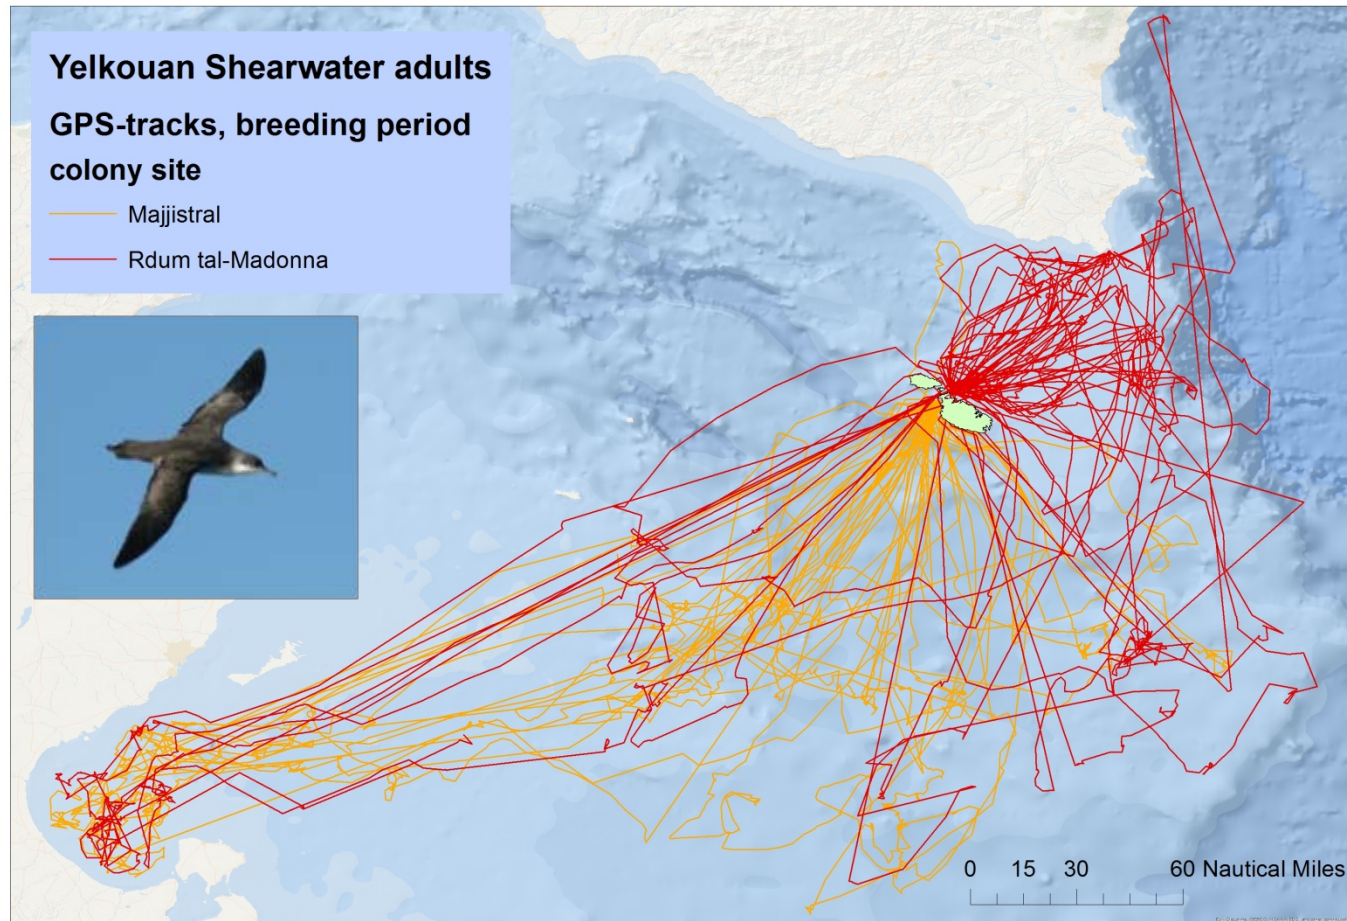 Yelkouan Shearwater adults
GPS-tracks, breeding period
colony site
Majjistral
Rdum tal-Madonna
0 15 30 60 Nautical Miles